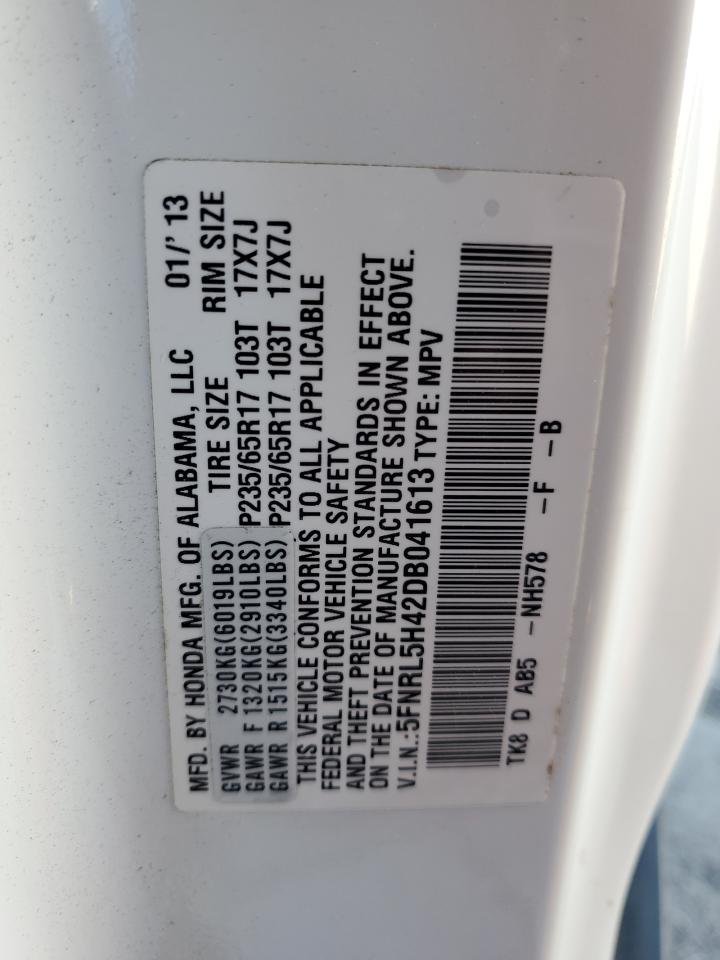 MFD. BY HONDA MFG. OF ALABAMA, LLC 01/' 13
TIRE SIZE RIM SIZE
GVWR 2730KG(6019LBS)
GAWR F 1320KG(2910LBS) P235/65R17 103T 17X7J
GAWR R 1515KG(3340LBS) P235/65R17 103T 17X7J
THIS VEHICLE CONFORMS TO ALL APPLICABLE
FEDERAL MOTOR VEHICLE SAFETY
AND THEFT PREVENTION STANDARDS IN EFFECT
ON THE DATE OF MANUFACTURE SHOWN ABOVE.
V.I.N.:5FNRL5H42DB041613 TYPE: MPV
TK8 D AB5 -NH578 -F -B